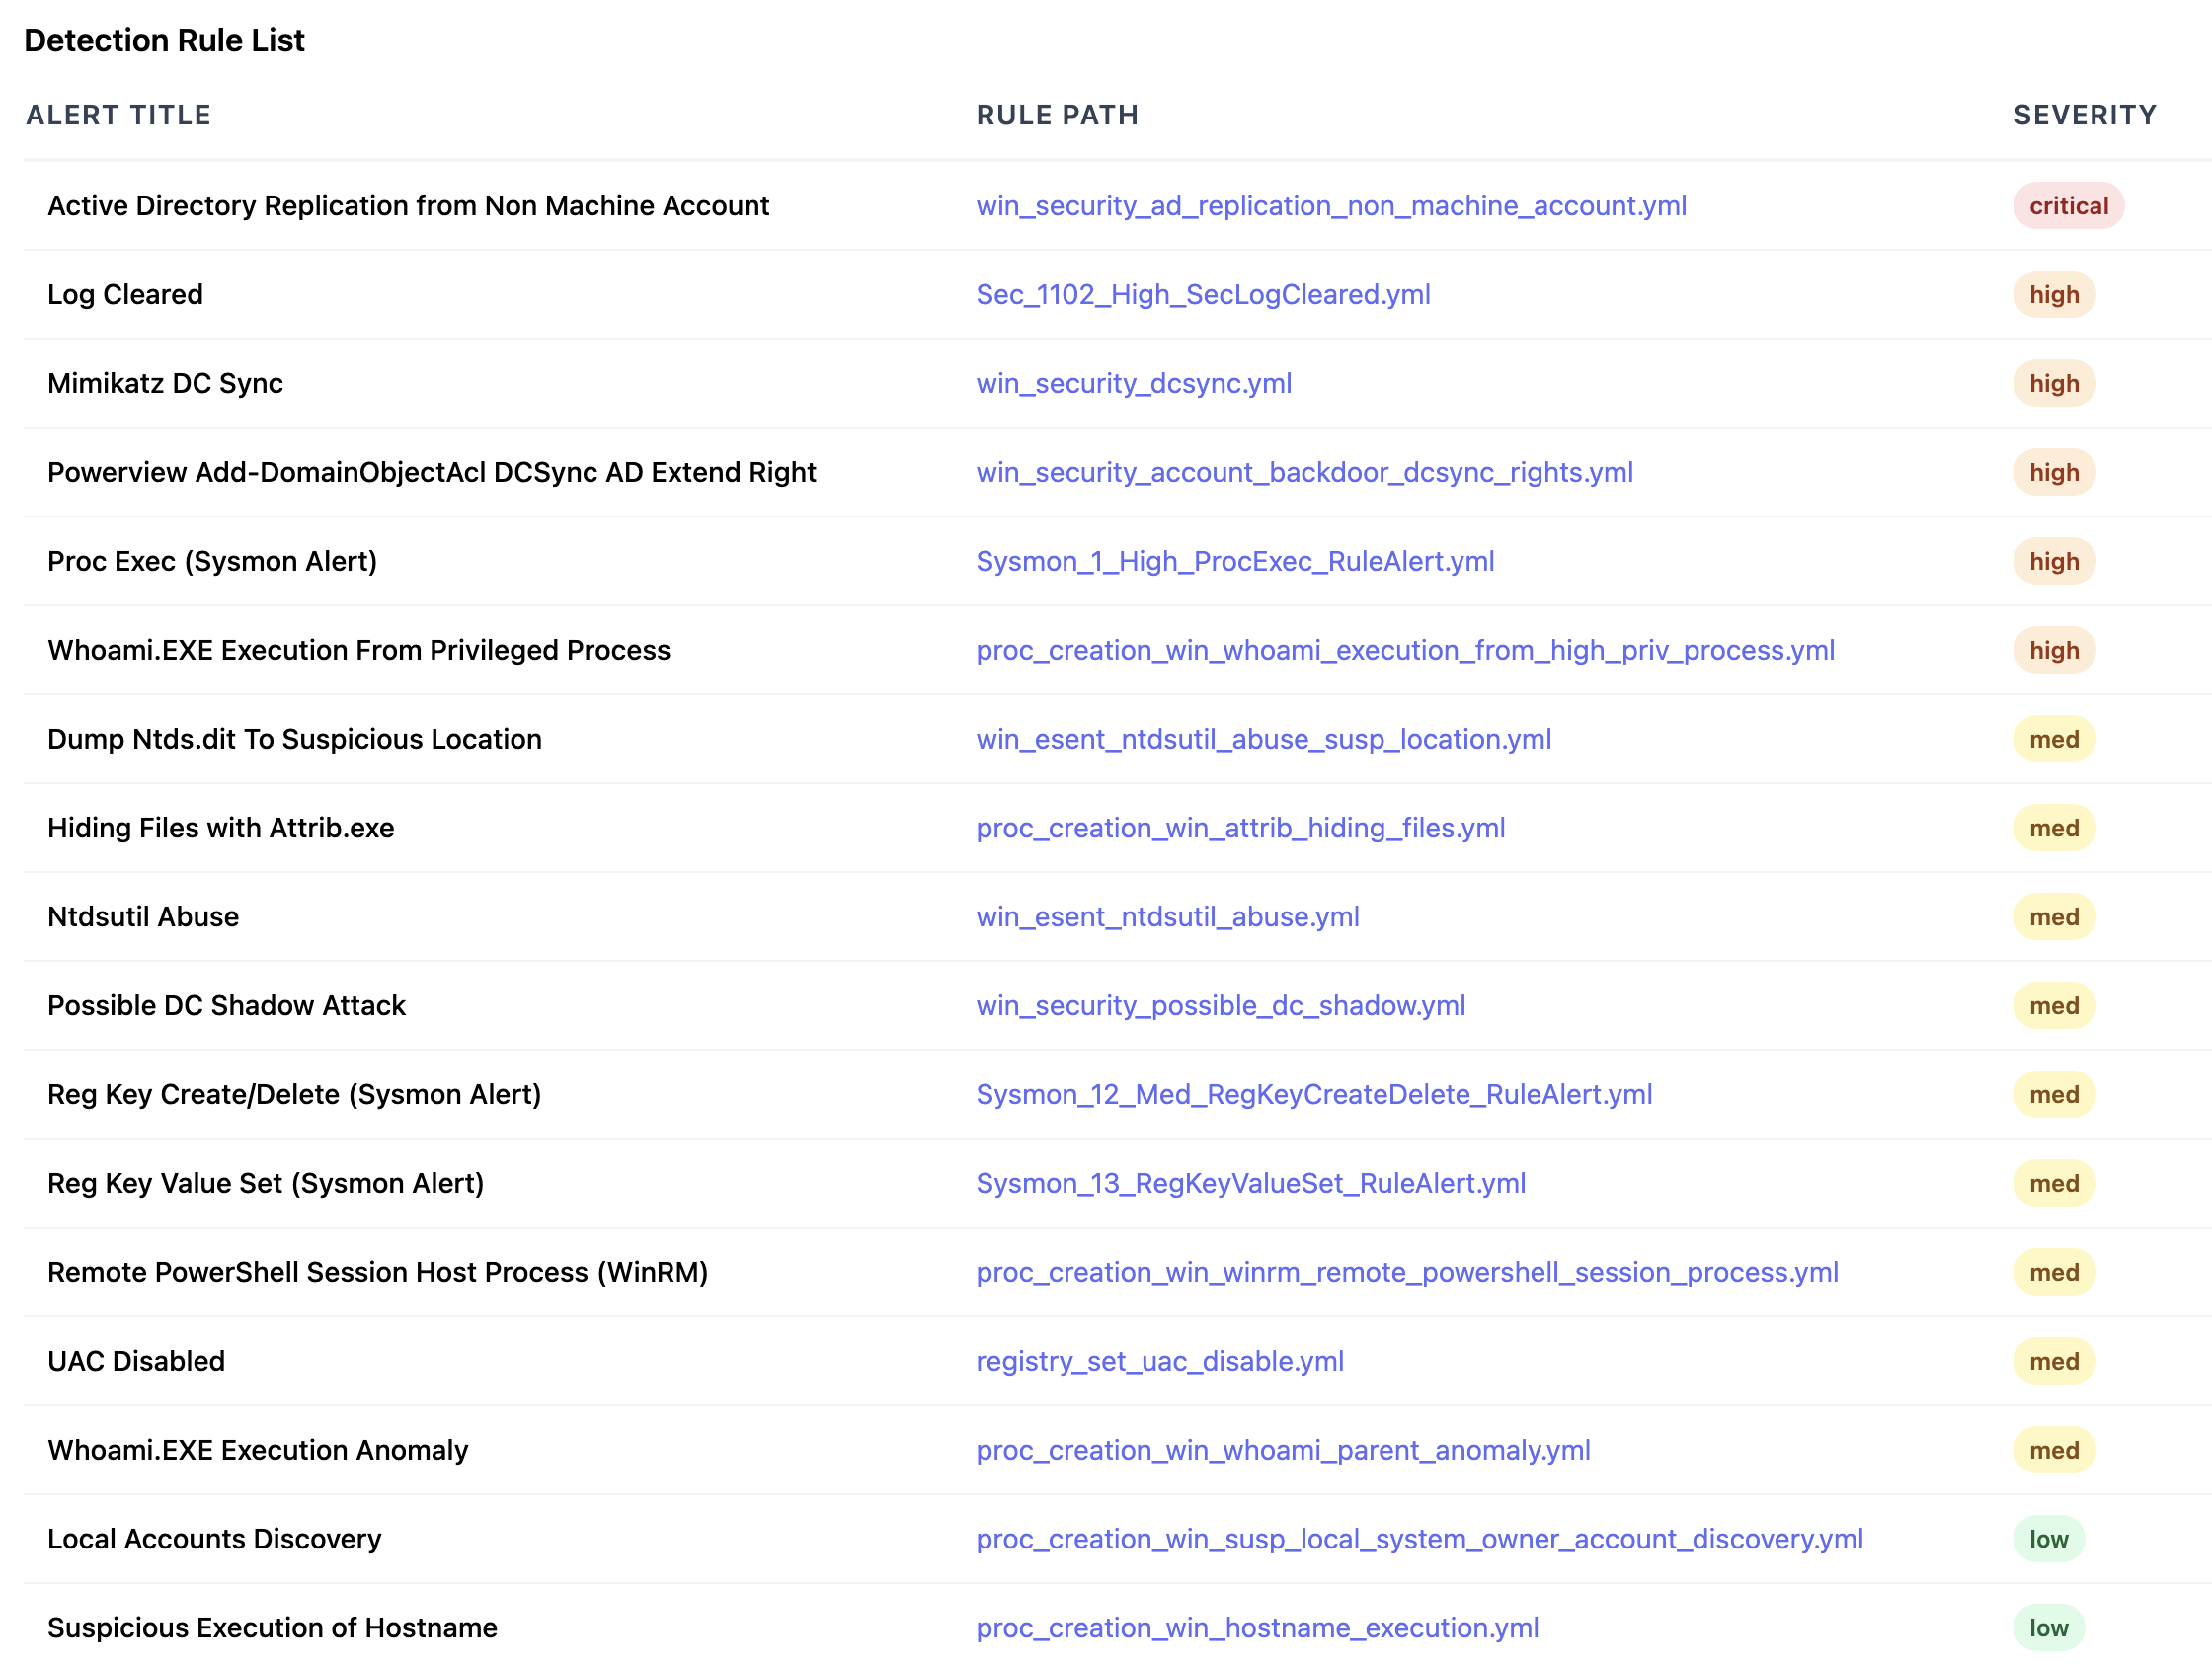 Detection Rule List
ALERT TITLE RULE PATH SEVERITY
Active Directory Replication from Non Machine Account win_security_ad_replication_non_machine_account.yml critical
Log Cleared Sec_1102_High_SecLogCleared.yml high
Mimikatz DC Sync win_security_dcsync.yml high
Powerview Add-DomainObjectAcl DCSync AD Extend Right win_security_account_backdoor_dcsync_rights.yml high
Proc Exec (Sysmon Alert) Sysmon_1_High_ProcExec_RuleAlert.yml high
Whoami.EXE Execution From Privileged Process proc_creation_win_whoami_execution_from_high_priv_process.yml high
Dump Ntds.dit To Suspicious Location win_esent_ntdsutil_abuse_susp_location.yml med
Hiding Files with Attrib.exe proc_creation_win_attrib_hiding_files.yml med
Ntdsutil Abuse win_esent_ntdsutil_abuse.yml med
Possible DC Shadow Attack win_security_possible_dc_shadow.yml med
Reg Key Create/Delete (Sysmon Alert) Sysmon_12_Med_RegKeyCreateDelete_RuleAlert.yml med
Reg Key Value Set (Sysmon Alert) Sysmon_13_RegKeyValueSet_RuleAlert.yml med
Remote PowerShell Session Host Process (WinRM) proc_creation_win_winrm_remote_powershell_session_process.yml med
UAC Disabled registry_set_uac_disable.yml med
Whoami.EXE Execution Anomaly proc_creation_win_whoami_parent_anomaly.yml med
Local Accounts Discovery proc_creation_win_susp_local_system_owner_account_discovery.yml low
Suspicious Execution of Hostname proc_creation_win_hostname_execution.yml low